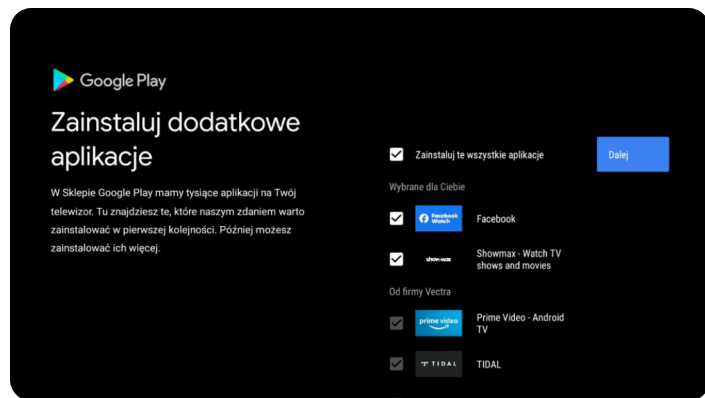 Google Play
Zainstaluj dodatkowe
aplikacje
W Sklepie Google Play mamy tysiące aplikacji na Twój
telewizor. Tu znajdziesz te, które naszym zdaniem warto
zainstalować w pierwszej kolejności. Później możesz
zainstalować ich więcej.
Zainstaluj te wszystkie aplikacje
Dalej
Wybrane dla Ciebie
Facebook
Watch
Facebook
SHOWMAX
Showmax - Watch TV
shows and movies
Od firmy Vectra
prime video
Prime Video - Android
TV
TIDAL
TIDAL